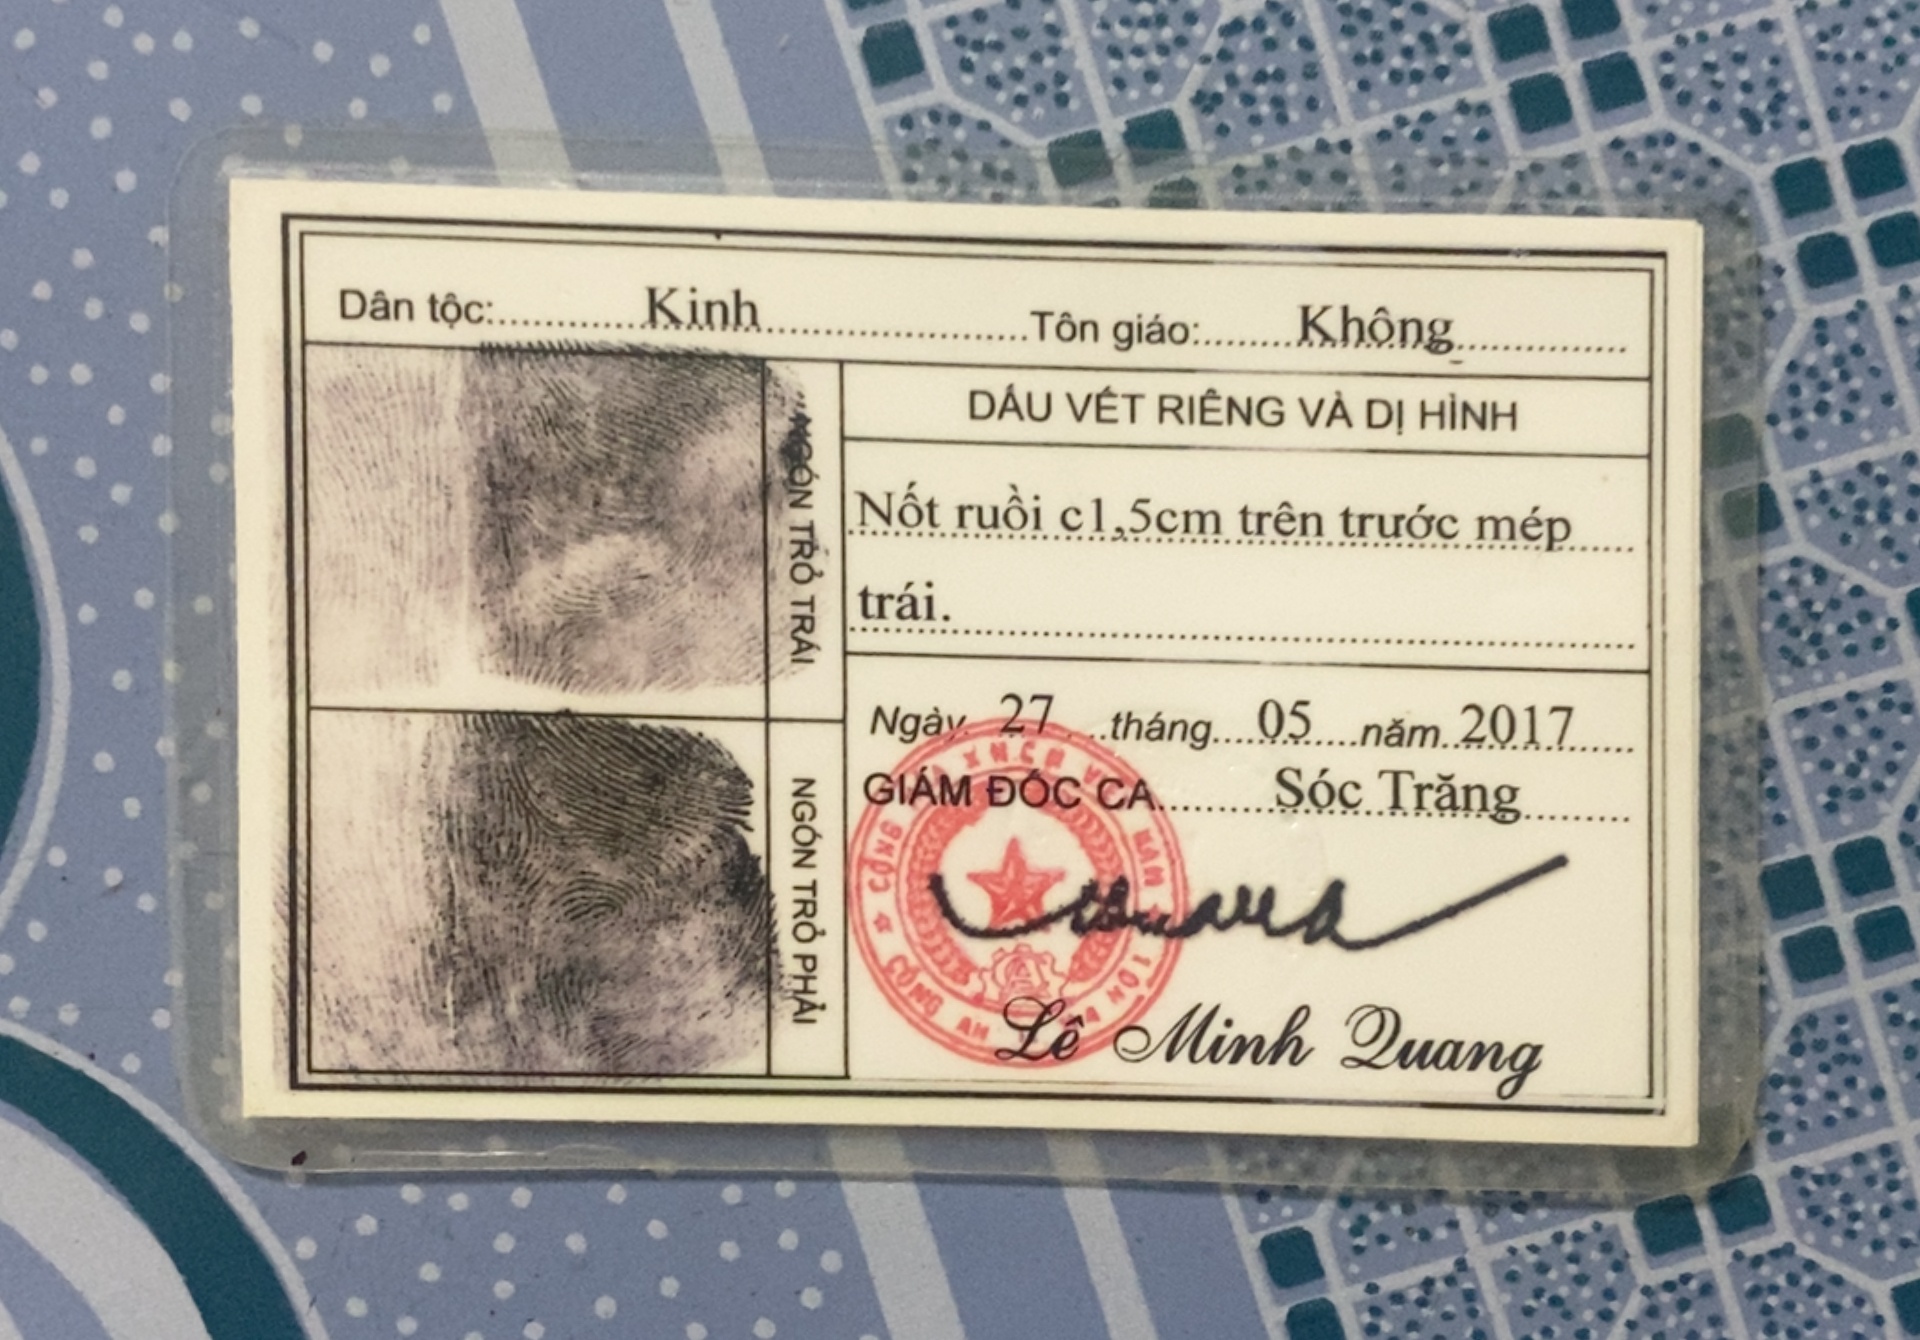 Dân tộc: Kinh Tôn giáo: Không
NGÓN TRỎ TRÁI
NGÓN TRỎ PHẢI
DẤU VẾT RIÊNG VÀ DỊ HÌNH
Nốt ruồi c1,5cm trên trước mép
trái.
Ngày 27 tháng 05 năm 2017
GIÁM ĐỐC CA Sóc Trăng
CÔNG AN
Lê Minh Quang